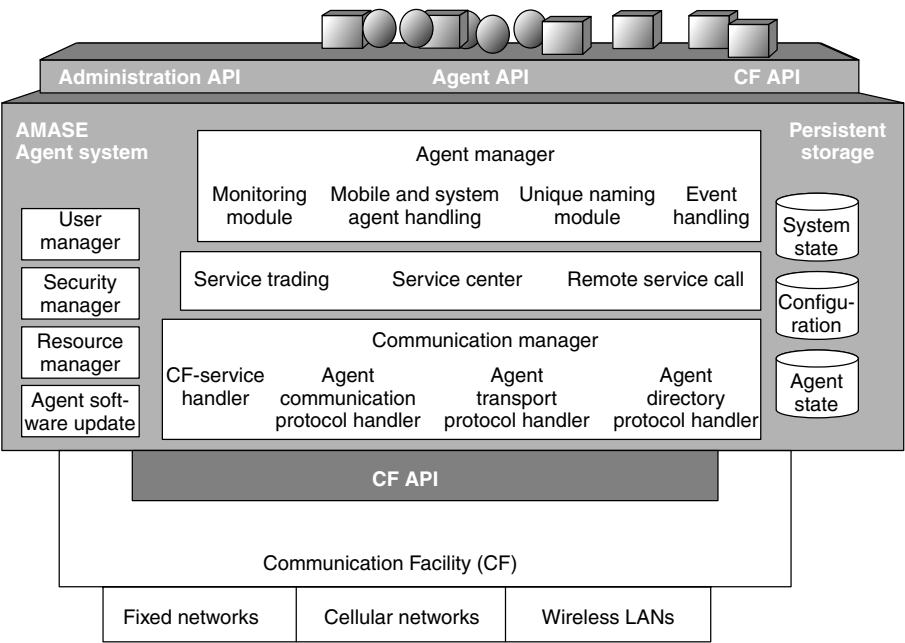 Administration API Agent API CF API
AMASE
Agent system
Persistent
storage
Agent manager
Monitoring
module
Mobile and system
agent handling
Unique naming
module
Event
handling
User
manager
Security
manager
Resource
manager
Agent soft-
ware update
Service trading Service center Remote service call
Communication manager
CF-service
handler
Agent
communication
protocol handler
Agent
transport
protocol handler
Agent
directory
protocol handler
System
state
Configu-
ration
Agent
state
CF API
Communication Facility (CF)
Fixed networks Cellular networks Wireless LANs